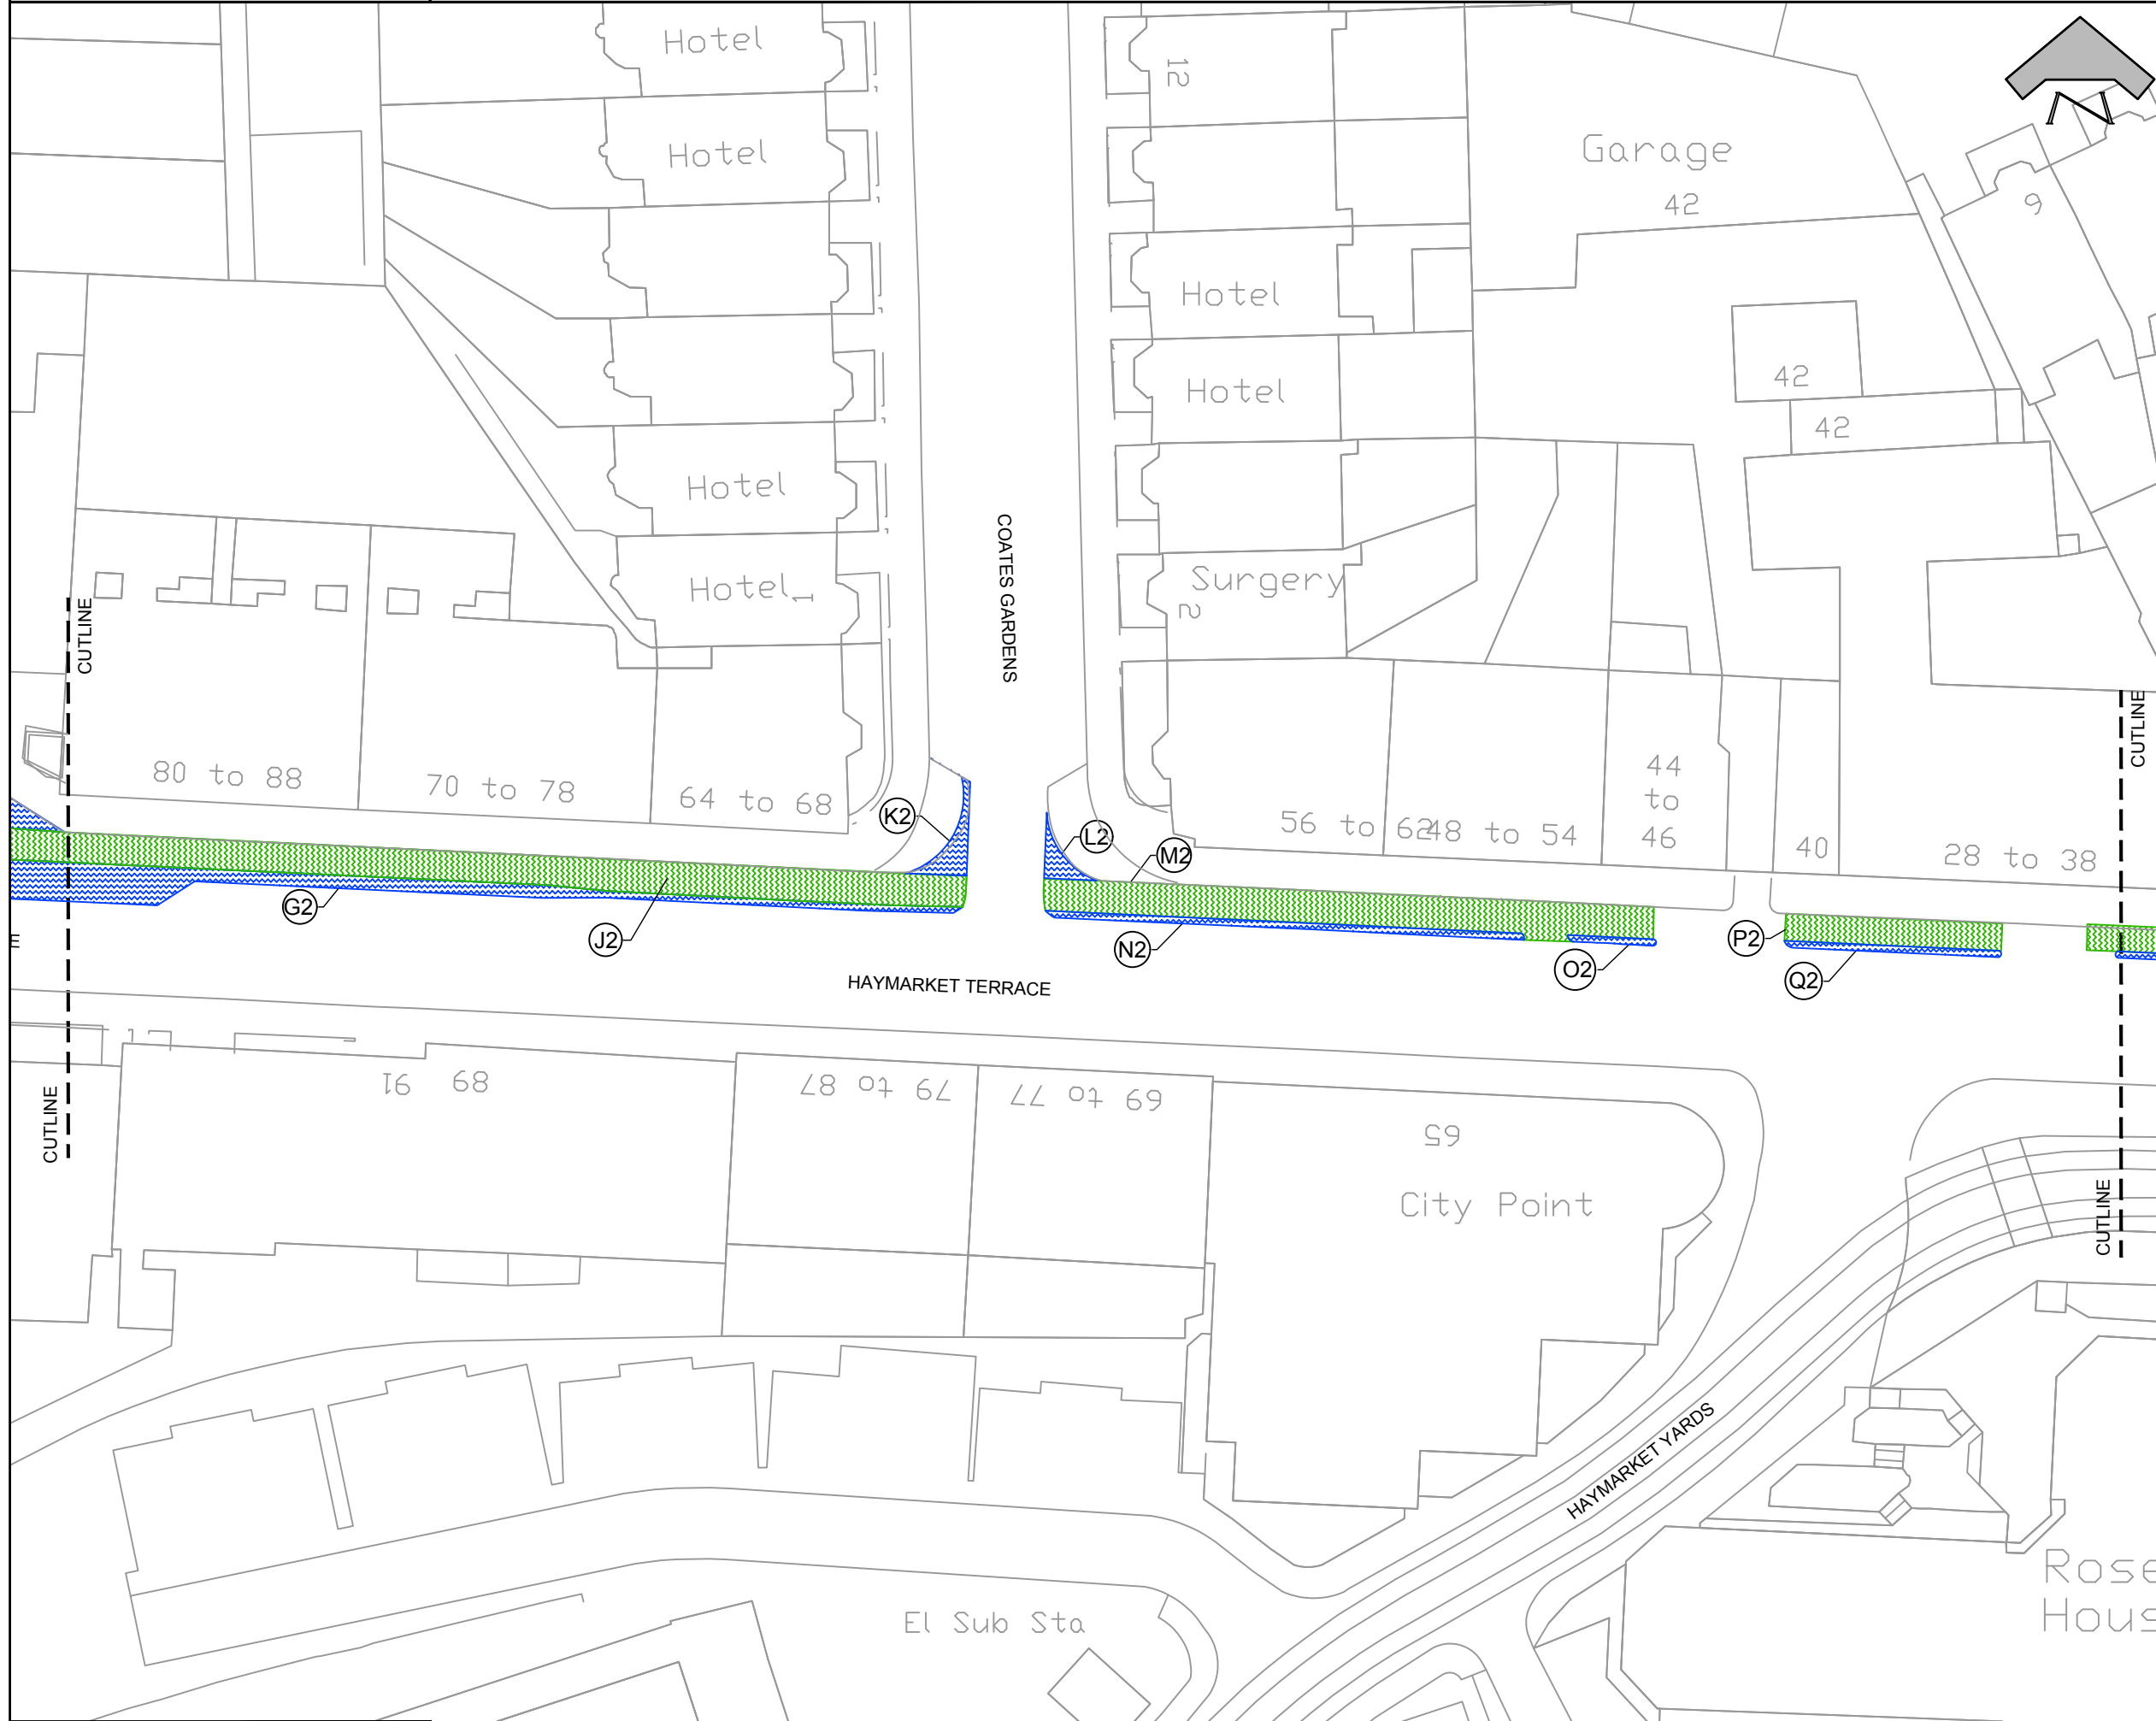 Hotel
12
Hotel
Garage
42
9
Hotel
Hotel
42
42
Hotel
COATES GARDENS
Surgery
2
Hotel
1
CUTLINE
CUTLINE
80 to 88
70 to 78
64 to 68
K2
L2
M2
56 to 62
48 to 54
44
to
46
40
28 to 38
G2
J2
N2
O2
P2
Q2
E
HAYMARKET TERRACE
CUTLINE
91
89
79 to 87
69 to 77
65
City Point
CUTLINE
HAYMARKET YARDS
El Sub Sta
Rose
Hous